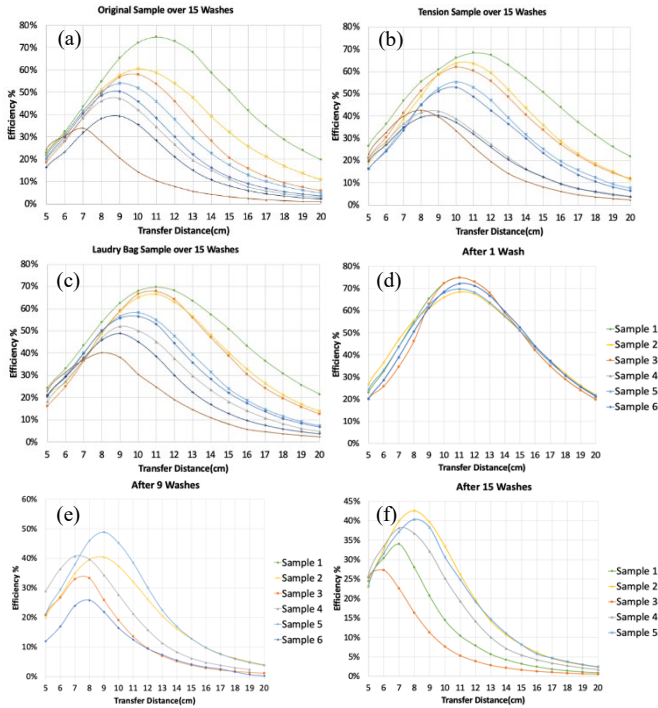 Original Sample over 15 Washes
(a)
Efficiency %
80%
70%
60%
50%
40%
30%
20%
10%
0%
5 6 7 8 9 10 11 12 13 14 15 16 17 18 19 20
Transfer Distance(cm)
Tension Sample over 15 Washes
(b)
Efficiency %
80%
70%
60%
50%
40%
30%
20%
10%
0%
5 6 7 8 9 10 11 12 13 14 15 16 17 18 19 20
Transfer Distance(cm)
Laudry Bag Sample over 15 Washes
(c)
Efficiency %
80%
70%
60%
50%
40%
30%
20%
10%
0%
5 6 7 8 9 10 11 12 13 14 15 16 17 18 19 20
Transfer Distance(cm)
After 1 Wash
(d)
Efficiency %
80%
70%
60%
50%
40%
30%
20%
10%
0%
5 6 7 8 9 10 11 12 13 14 15 16 17 18 19 20
Transfer Distance(cm)
Sample 1
Sample 2
Sample 3
Sample 4
Sample 5
Sample 6
After 9 Washes
(e)
Efficiency %
60%
50%
40%
30%
20%
10%
0%
5 6 7 8 9 10 11 12 13 14 15 16 17 18 19 20
Transfer Distance(cm)
Sample 1
Sample 2
Sample 3
Sample 4
Sample 5
Sample 6
After 15 Washes
(f)
Efficiency %
45%
40%
35%
30%
25%
20%
15%
10%
5%
0%
5 6 7 8 9 10 11 12 13 14 15 16 17 18 19 20
Transfer Distance(cm)
Sample 1
Sample 2
Sample 3
Sample 4
Sample 5